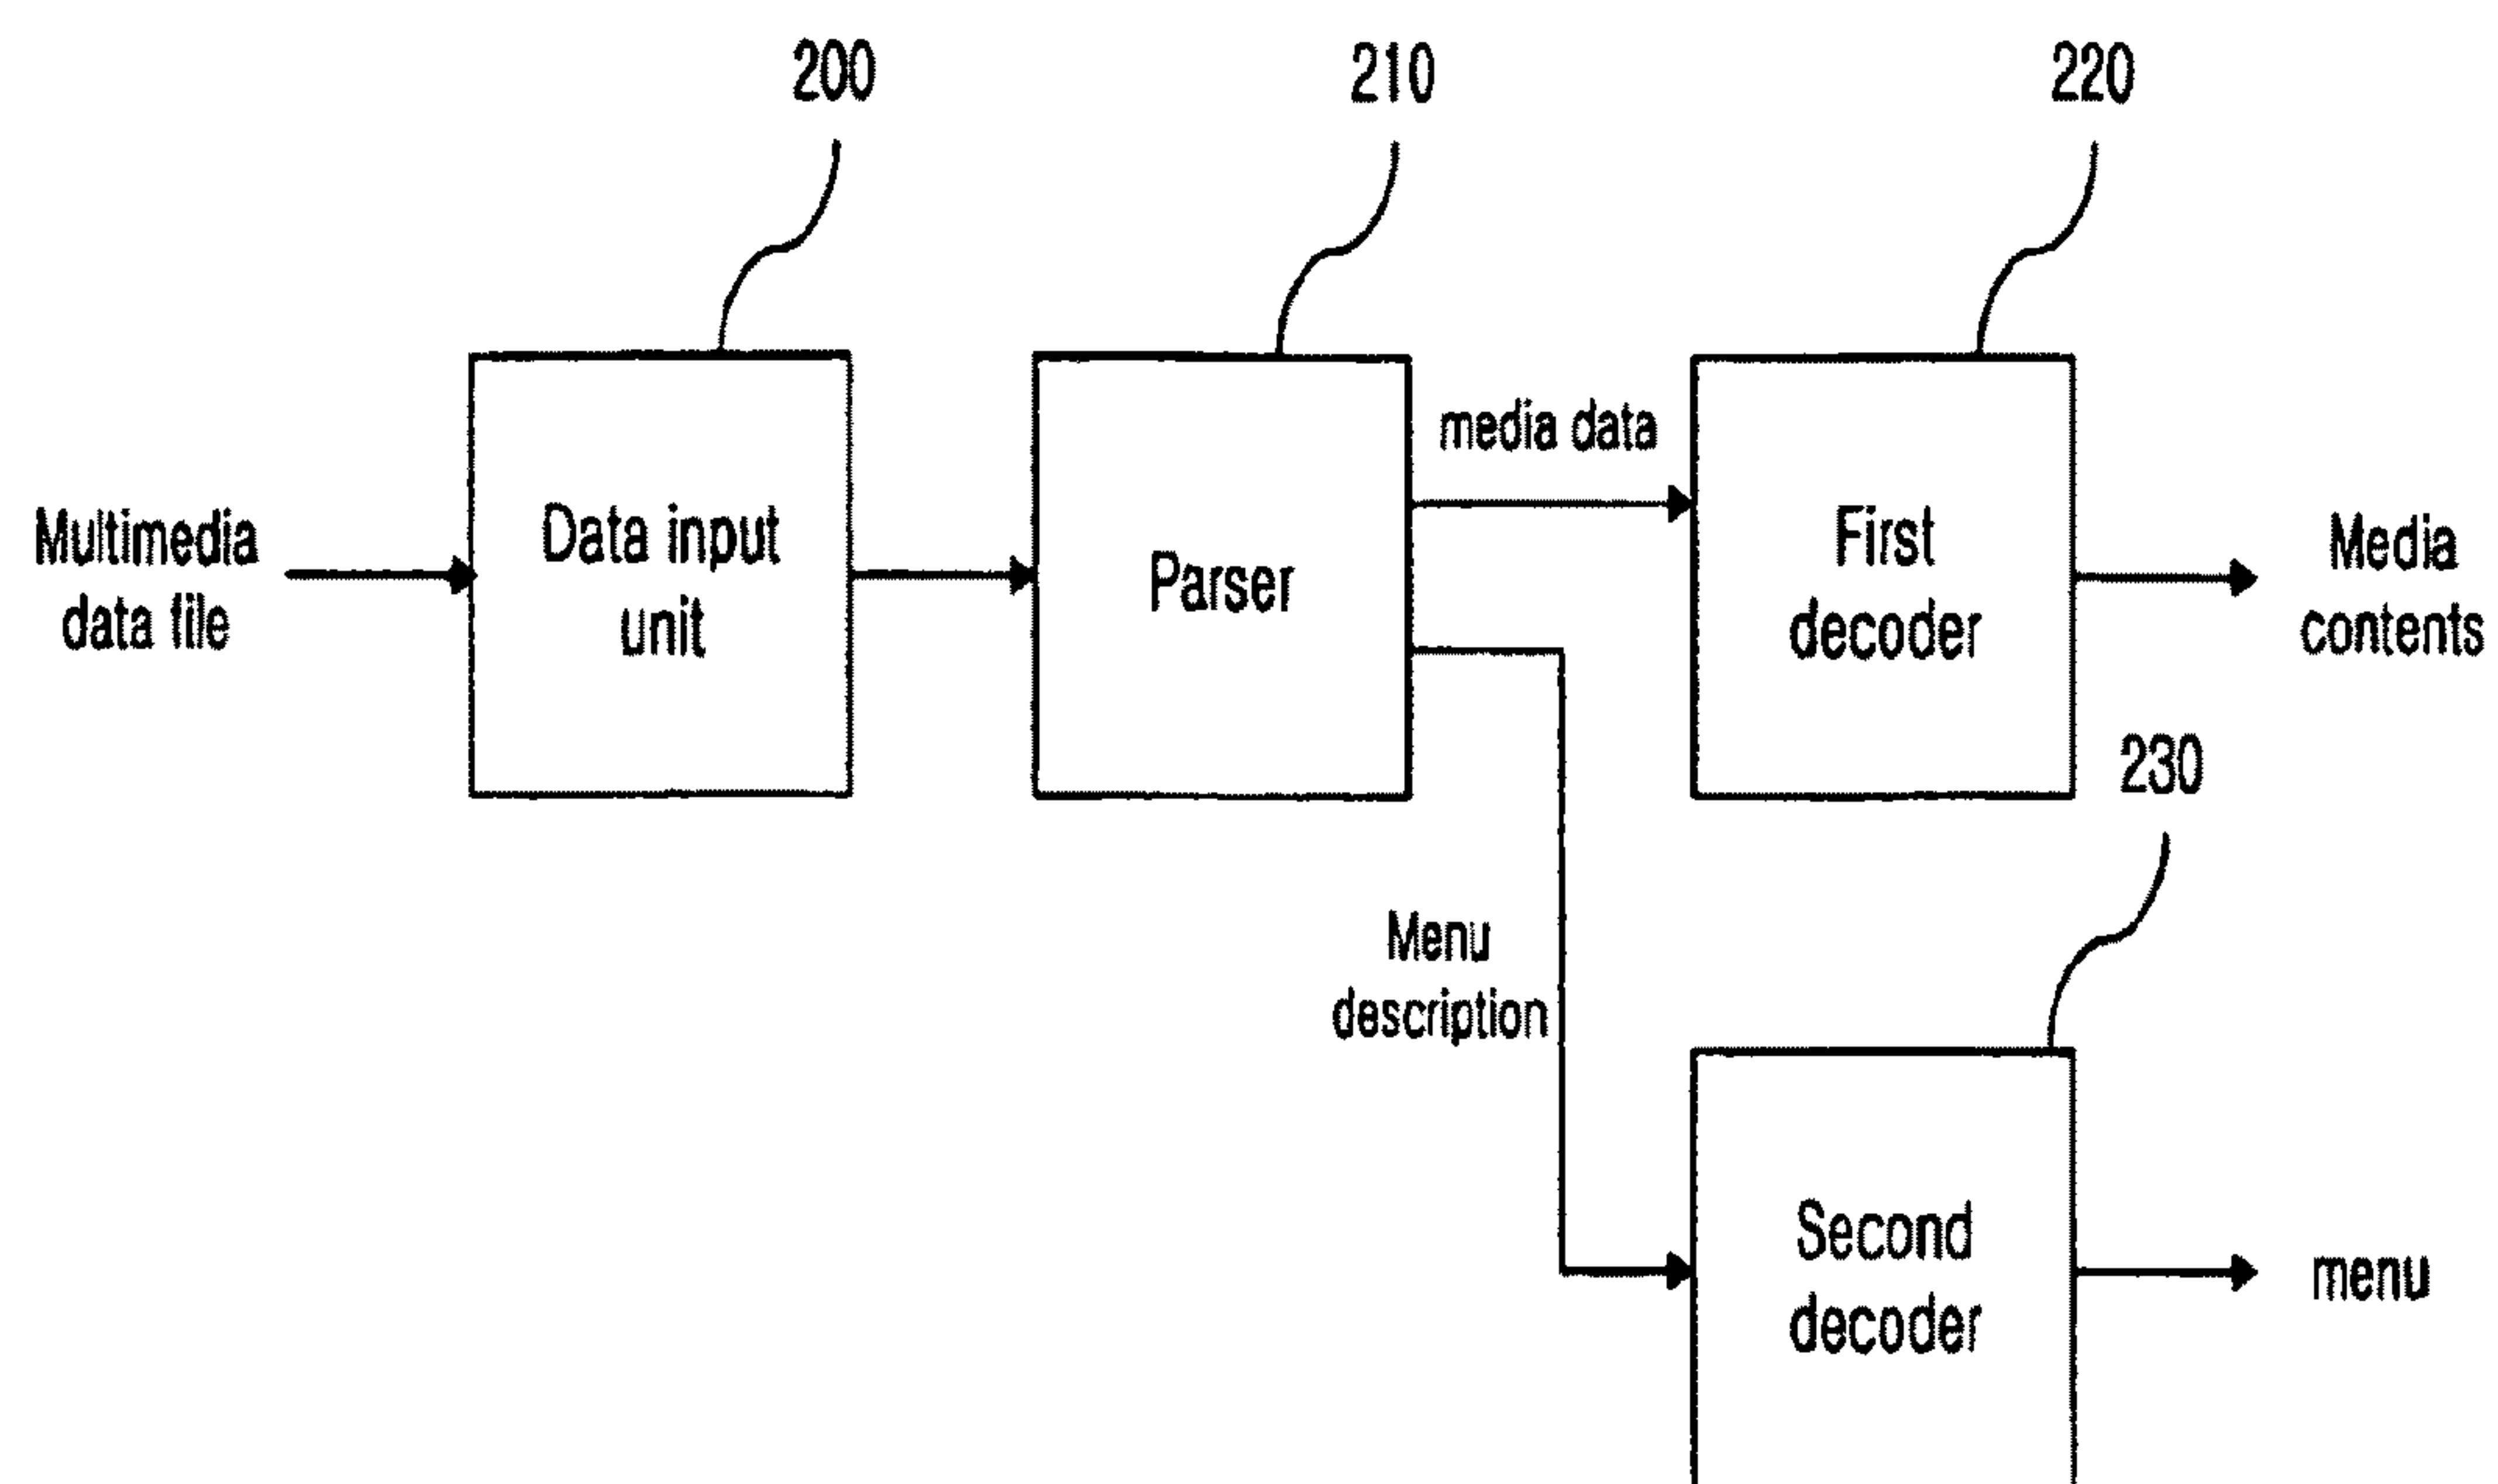 200
210
220
Multimedia
data file
Data input
unit
Parser
media data
First
decoder
Media
contents
230
Menu
description
Second
decoder
menu